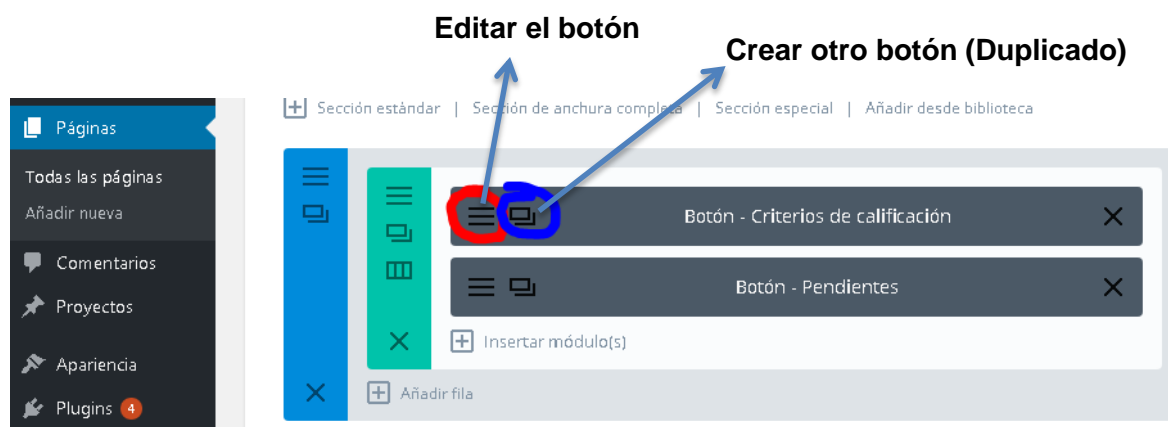 Editar el botón
Crear otro botón (Duplicado)
Sección estándar | Sección de anchura completa | Sección especial | Añadir desde biblioteca
Páginas
Todas las páginas
Añadir nueva
Comentarios
Proyectos
Apariencia
Plugins 4
Botón - Criterios de calificación
Botón - Pendientes
Insertar módulo(s)
Añadir fila